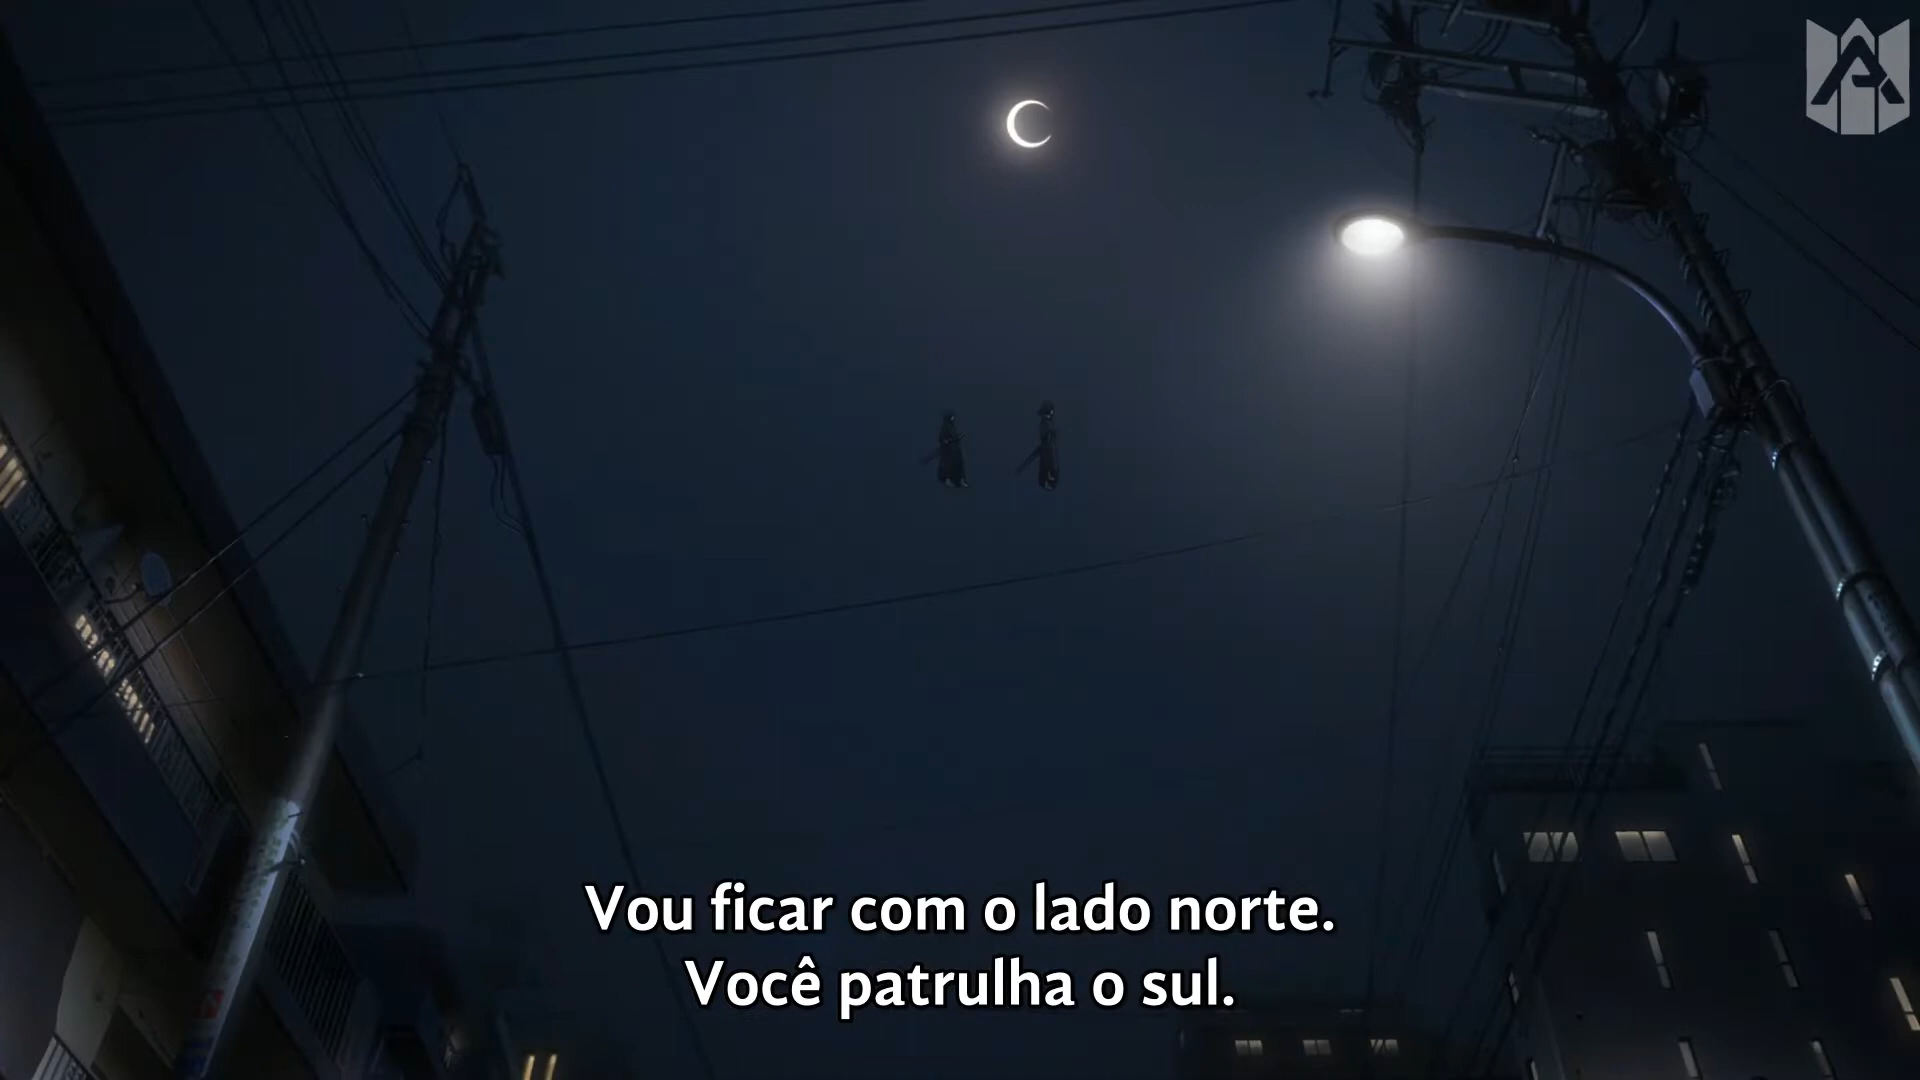 Vou ficar com o lado norte.
Você patrulha o sul.